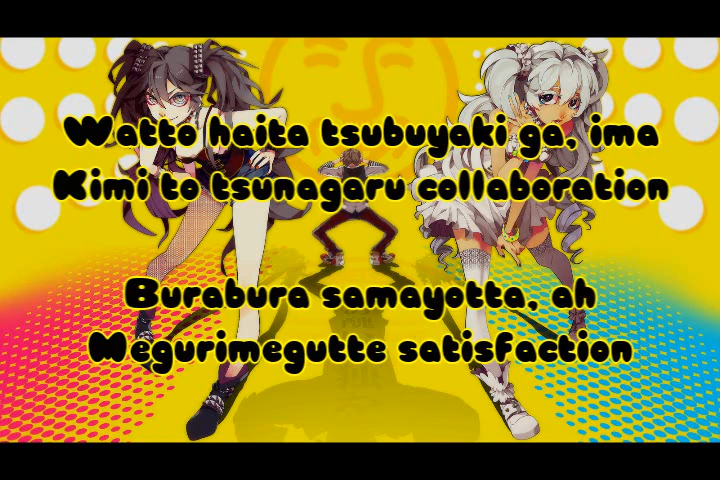 Watto haita tsubuyaki ga, ima
Kimi to tsunagaru collaboration
Burabura samayotta, ah
Megurimegutte satisfaction